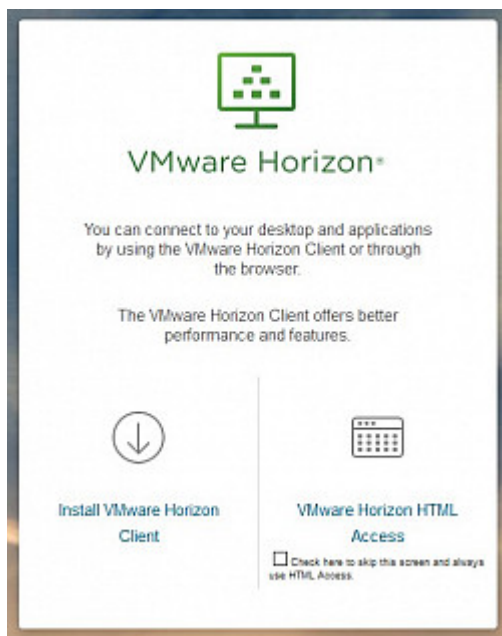 VMware Horizon®
You can connect to your desktop and applications
by using the VMware Horizon Client or through
the browser.
The VMware Horizon Client offers better
performance and features.
Install VMware Horizon
Client
VMware Horizon HTML
Access
Check here to skip this screen and always
use HTML Access.